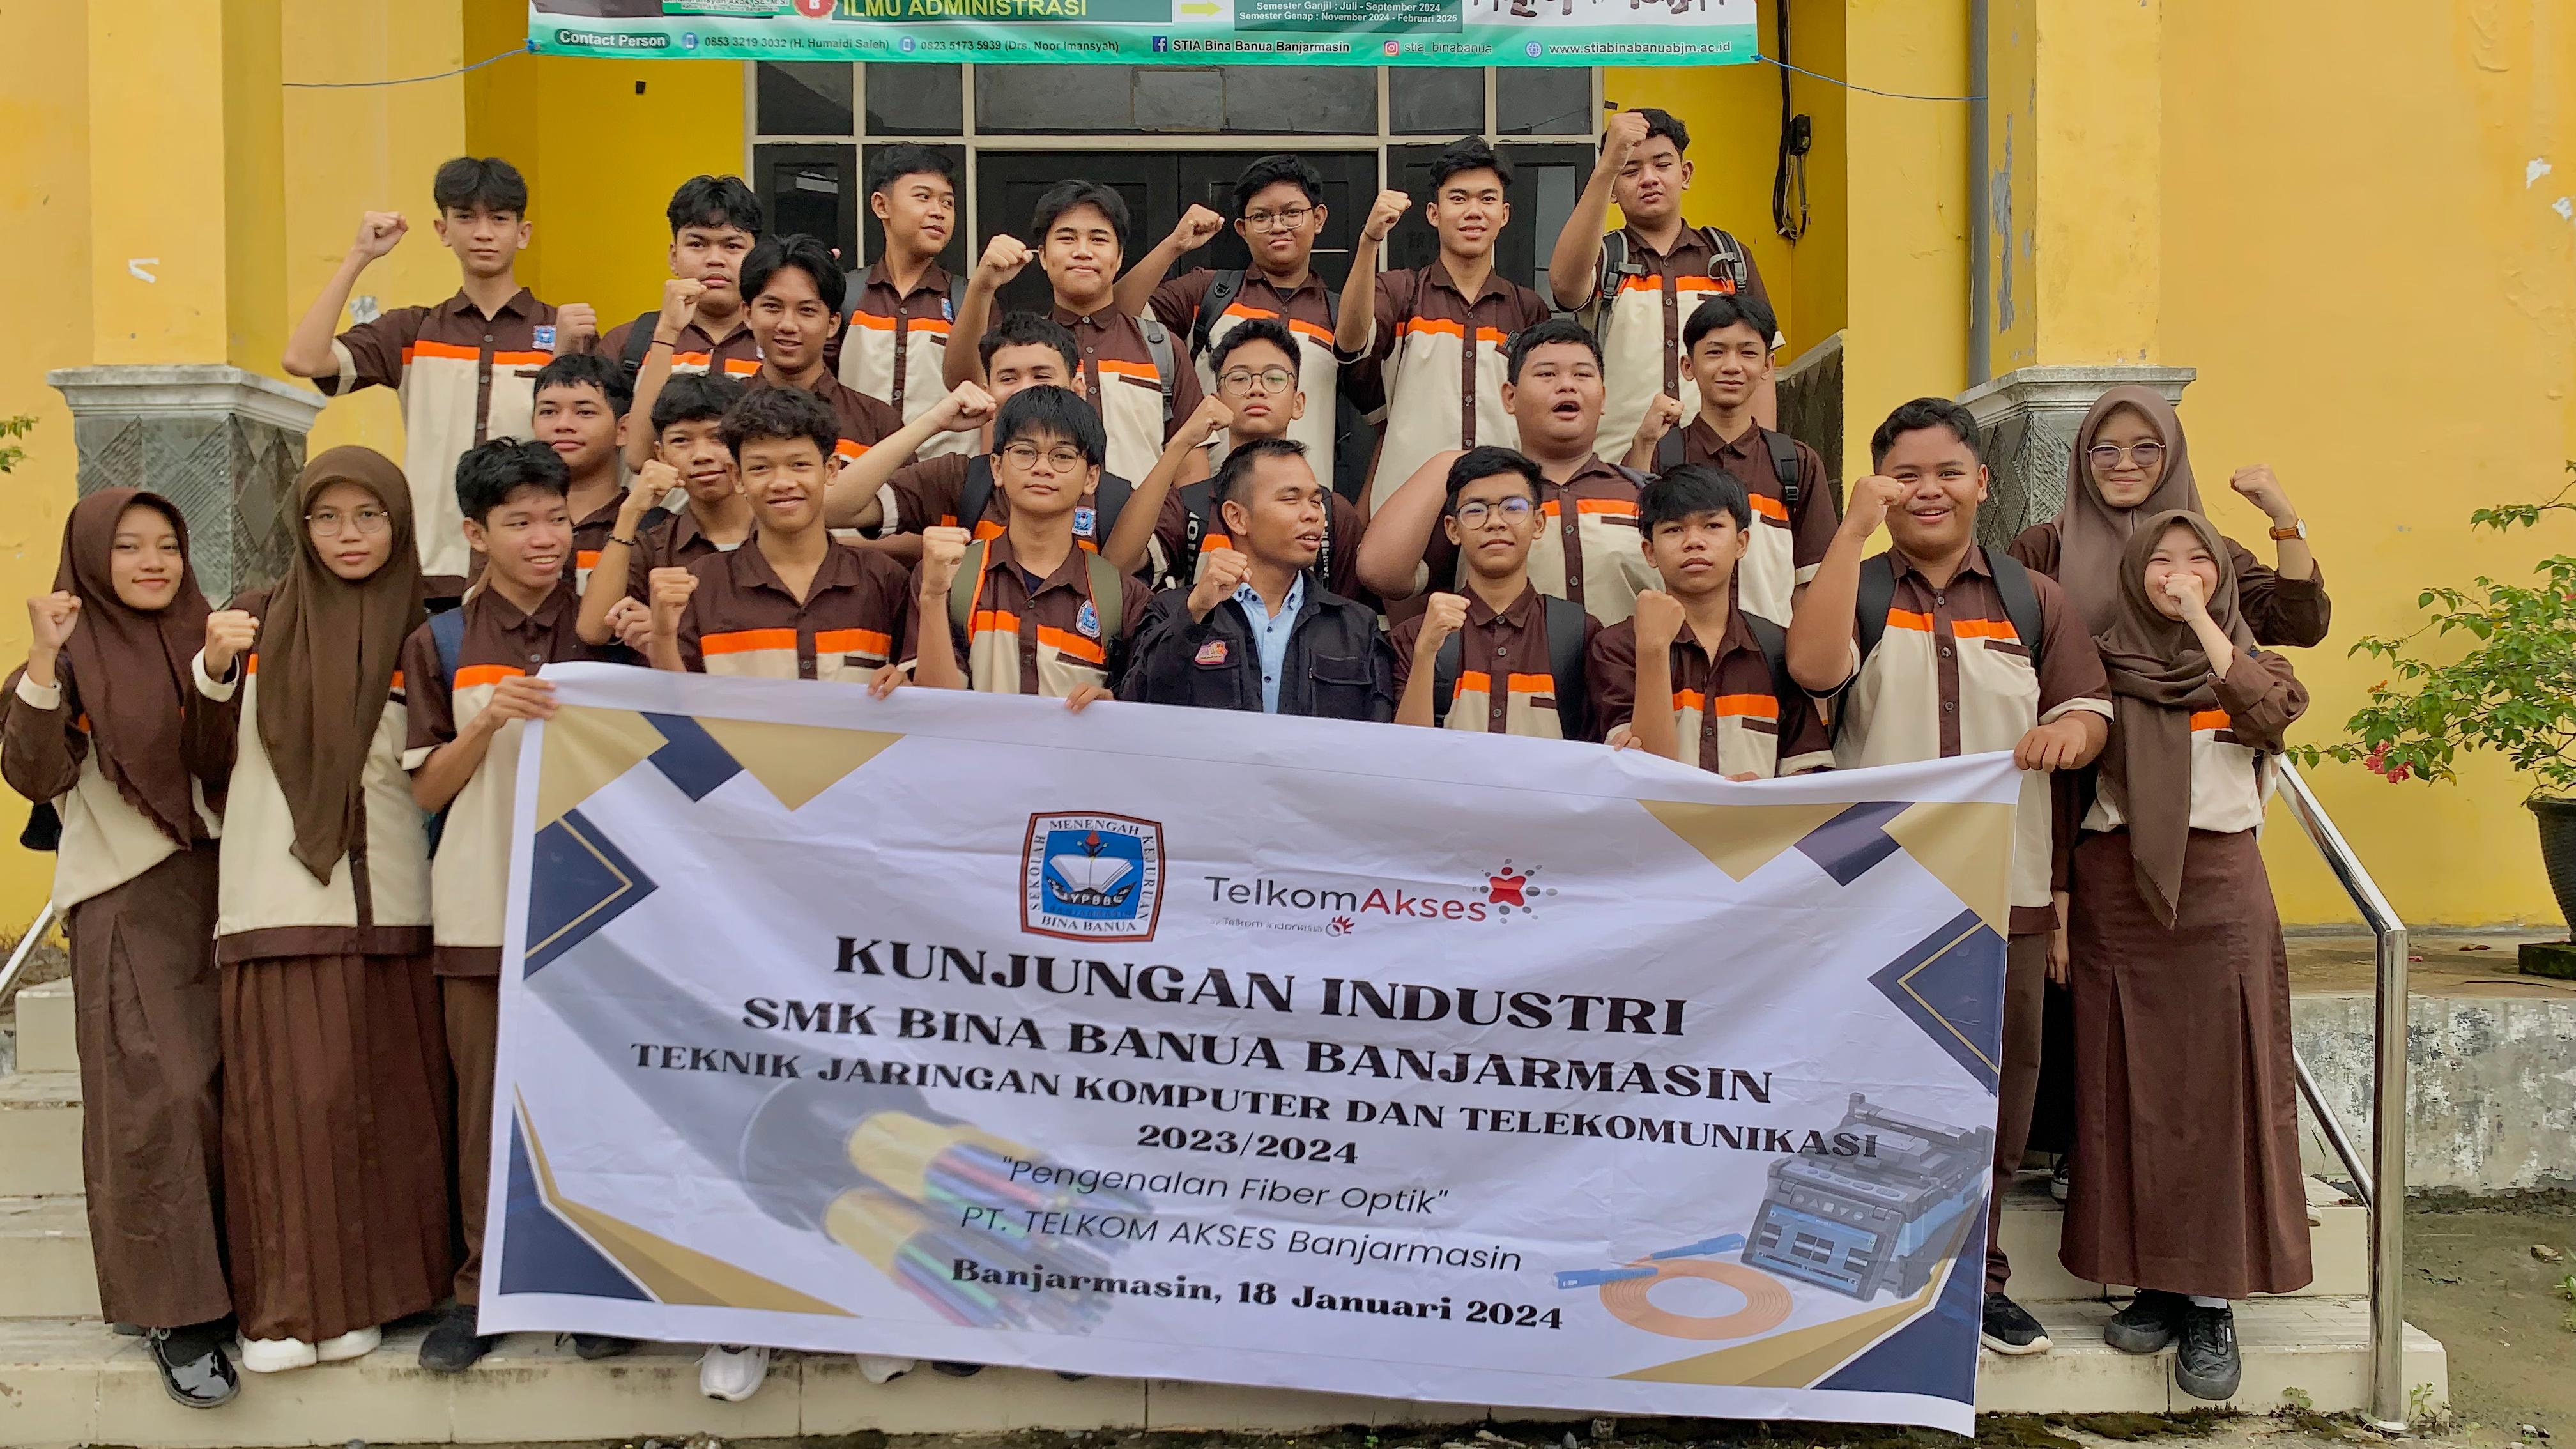 ILMU ADMINISTRASI
Semester Ganjil : Juli - September 2024
Semester Genap : November 2024 - Februari 2025
Contact Person 0853 3219 3032 (H. Humaidi Saleh) 0823 5173 5939 (Drs. Noor Imansyah) STIA Bina Banua Banjarmasin stia_binabanua www.stiabinabanuabjm.ac.id
SEKOLAH MENENGAH KEJURUAN
YPBB
BINA BANUA
TelkomAkses
by Telkom Indonesia
KUNJUNGAN INDUSTRI
SMK BINA BANUA BANJARMASIN
TEKNIK JARINGAN KOMPUTER DAN TELEKOMUNIKASI
2023/2024
"Pengenalan Fiber Optik"
PT. TELKOM AKSES Banjarmasin
Banjarmasin, 18 Januari 2024